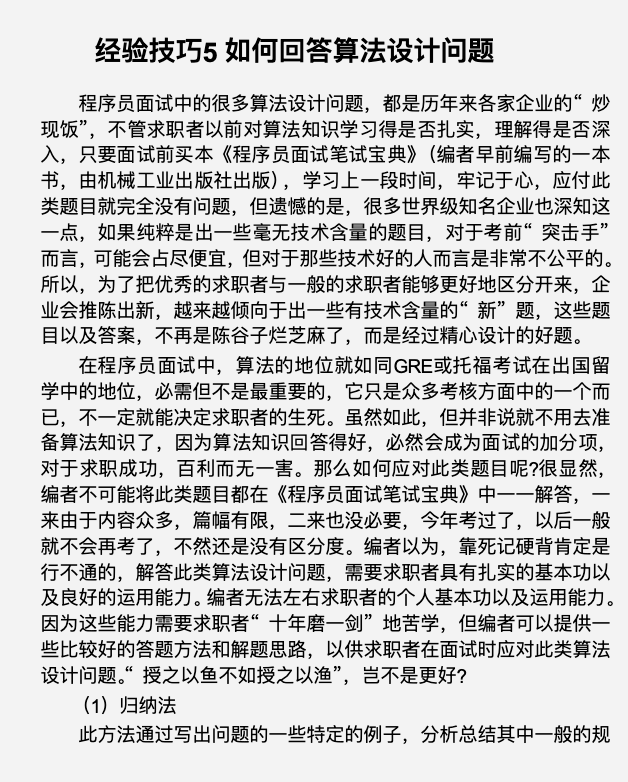 经验技巧5 如何回答算法设计问题
程序员面试中的很多算法设计问题，都是历年来各家企业的“ 炒
现饭”，不管求职者以前对算法知识学习得是否扎实，理解得是否深
入，只要面试前买本《程序员面试笔试宝典》（编者早前编写的一本
书，由机械工业出版社出版），学习上一段时间，牢记于心，应付此
类题目就完全没有问题，但遗憾的是，很多世界级知名企业也深知这
一点，如果纯粹是出一些毫无技术含量的题目，对于考前“ 突击手”
而言，可能会占尽便宜，但对于那些技术好的人而言是非常不公平的。
所以，为了把优秀的求职者与一般的求职者能够更好地区分开来，企
业会推陈出新，越来越倾向于出一些有技术含量的“ 新”题，这些题
目以及答案，不再是陈谷子烂芝麻了，而是经过精心设计的好题。
在程序员面试中，算法的地位就如同GRE或托福考试在出国留
学中的地位，必需但不是最重要的，它只是众多考核方面中的一个而
已，不一定就能决定求职者的生死。虽然如此，但并非说就不用去准
备算法知识了，因为算法知识回答得好，必然会成为面试的加分项，
对于求职成功，百利而无一害。那么如何应对此类题目呢?很显然，
编者不可能将此类题目都在《程序员面试笔试宝典》中一一解答，一
来由于内容众多，篇幅有限，二来也没必要，今年考过了，以后一般
就不会再考了，不然还是没有区分度。编者以为，靠死记硬背肯定是
行不通的，解答此类算法设计问题，需要求职者具有扎实的基本功以
及良好的运用能力。编者无法左右求职者的个人基本功以及运用能力。
因为这些能力需要求职者“ 十年磨一剑” 地苦学，但编者可以提供一
些比较好的答题方法和解题思路，以供求职者在面试时应对此类算法
设计问题。“ 授之以鱼不如授之以渔”，岂不是更好?
（1）归纳法
此方法通过写出问题的一些特定的例子，分析总结其中一般的规